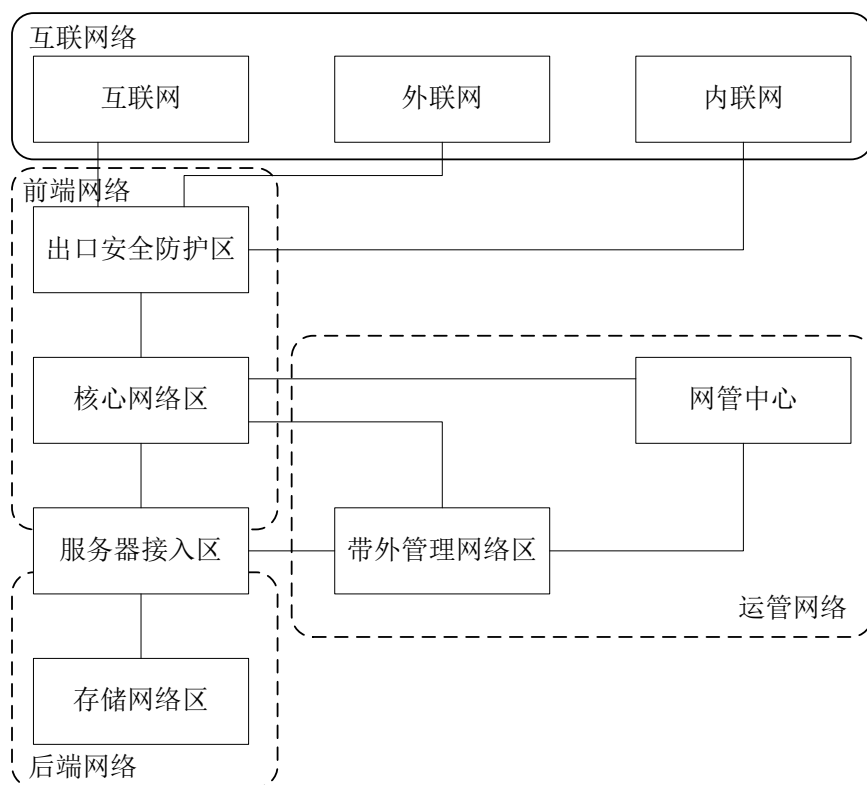 互联网络
互联网
外联网
内联网
前端网络
出口安全防护区
核心网络区
网管中心
服务器接入区
带外管理网络区
运管网络
存储网络区
后端网络